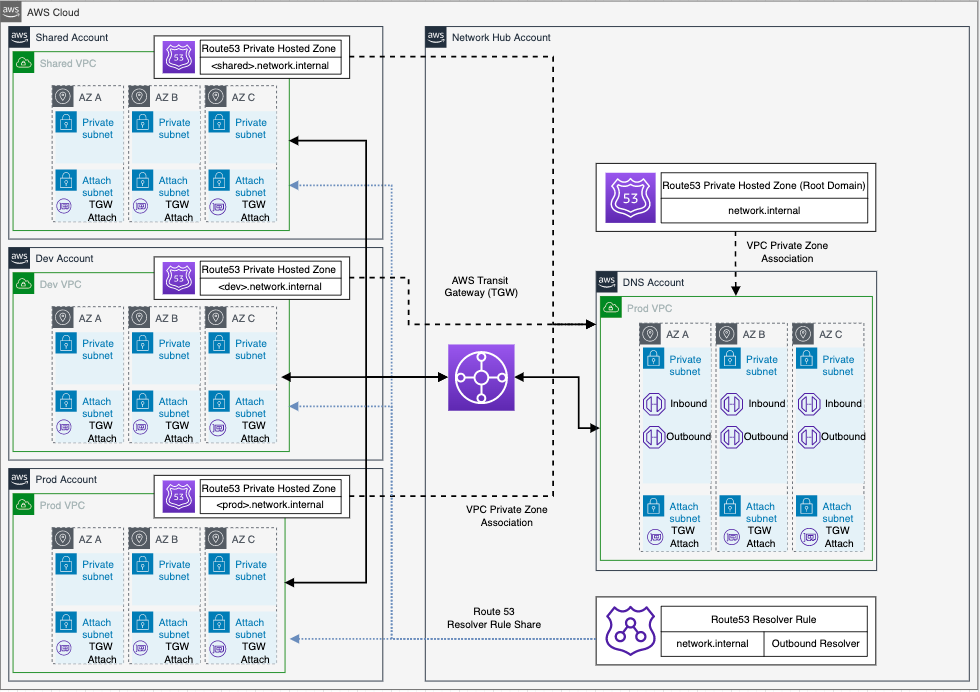 aws
AWS Cloud
aws
Shared Account
Shared VPC
53
Route53 Private Hosted Zone
<shared>.network.internal
AZ A
AZ B
AZ C
Private
subnet
Private
subnet
Private
subnet
Attach
subnet
Attach
subnet
Attach
subnet
TGW
Attach
TGW
Attach
TGW
Attach
aws
Dev Account
Dev VPC
53
Route53 Private Hosted Zone
<dev>.network.internal
AZ A
AZ B
AZ C
Private
subnet
Private
subnet
Private
subnet
Attach
subnet
Attach
subnet
Attach
subnet
TGW
Attach
TGW
Attach
TGW
Attach
aws
Prod Account
Prod VPC
53
Route53 Private Hosted Zone
<prod>.network.internal
AZ A
AZ B
AZ C
Private
subnet
Private
subnet
Private
subnet
Attach
subnet
Attach
subnet
Attach
subnet
TGW
Attach
TGW
Attach
TGW
Attach
aws
Network Hub Account
AWS Transit
Gateway (TGW)
VPC Private Zone
Association
Route 53
Resolver Rule Share
53
Route53 Private Hosted Zone (Root Domain)
network.internal
VPC Private Zone
Association
aws
DNS Account
Prod VPC
AZ A
AZ B
AZ C
Private
subnet
Private
subnet
Private
subnet
Inbound
Inbound
Inbound
Outbound
Outbound
Outbound
Attach
subnet
Attach
subnet
Attach
subnet
TGW
Attach
TGW
Attach
TGW
Attach
Route53 Resolver Rule
network.internal
Outbound Resolver